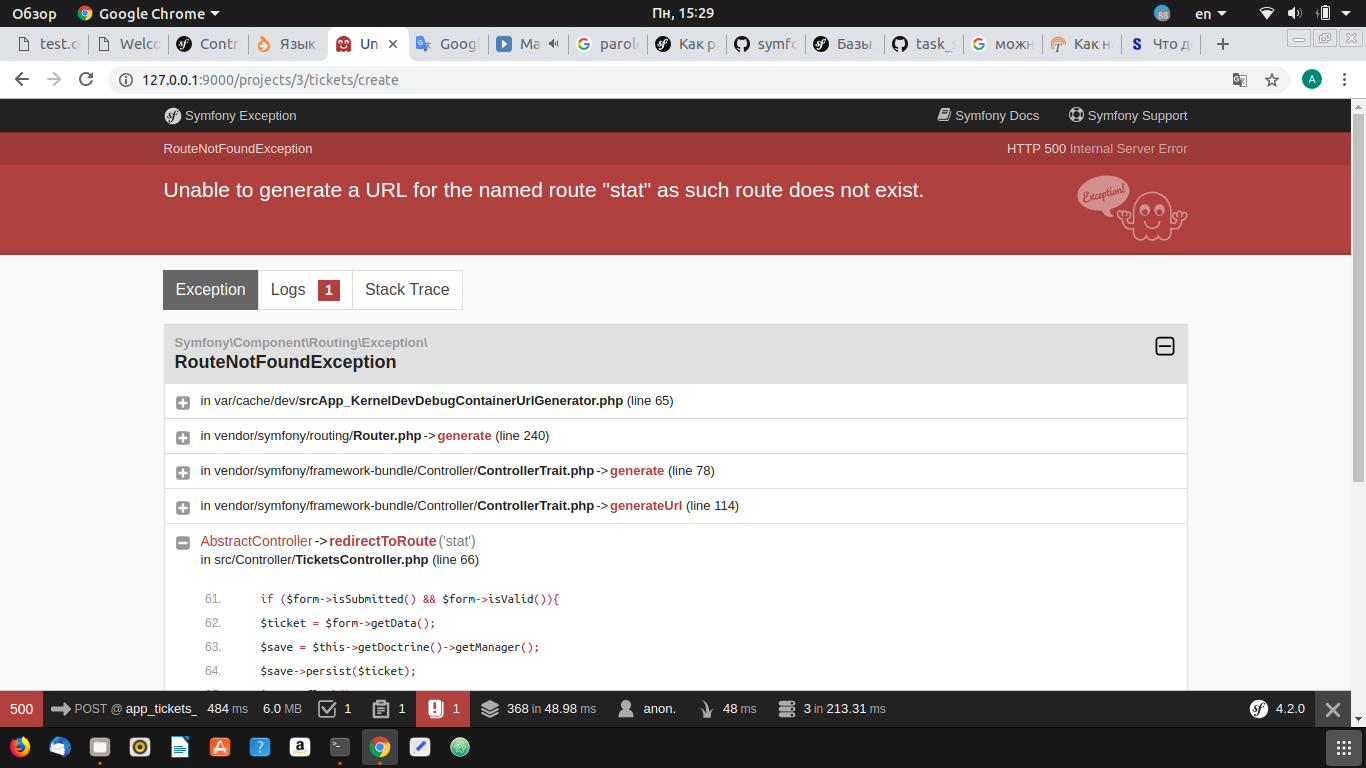 Обзор Google Chrome Пн, 15:29 88 en
test.c Welco Contr Язык Una Goog Ma parol Как р symfo Базы task_ можн Как н Что д
127.0.0.1:9000/projects/3/tickets/create A
Symfony Exception Symfony Docs Symfony Support
RouteNotFoundException HTTP 500 Internal Server Error
Unable to generate a URL for the named route "stat" as such route does not exist.
Exception!
Exception Logs 1 Stack Trace
Symfony\Component\Routing\Exception\
RouteNotFoundException
in var/cache/dev/srcApp_KernelDevDebugContainerUrlGenerator.php (line 65)
in vendor/symfony/routing/Router.php->generate (line 240)
in vendor/symfony/framework-bundle/Controller/ControllerTrait.php->generate (line 78)
in vendor/symfony/framework-bundle/Controller/ControllerTrait.php->generateUrl (line 114)
AbstractController->redirectToRoute('stat')
in src/Controller/TicketsController.php (line 66)
61. if ($form->isSubmitted() && $form->isValid()){
62. $ticket = $form->getData();
63. $save = $this->getDoctrine()->getManager();
64. $save->persist($ticket);
500 POST @ app_tickets_ 484 ms 6.0 MB 1 1 1 368 in 48.98 ms anon. 48 ms 3 in 213.31 ms 4.2.0